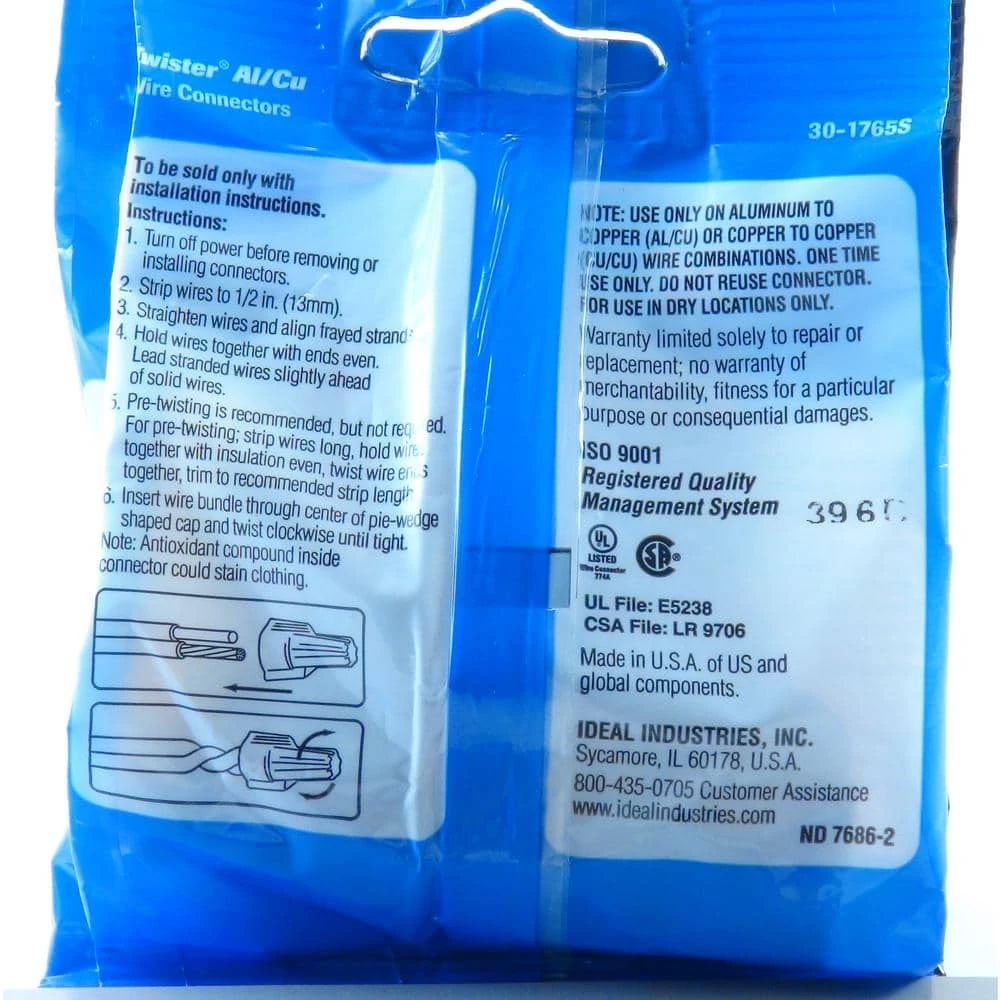 Twister® Al/Cu
Wire Connectors
30-1765S
To be sold only with
installation instructions.
Instructions:
1. Turn off power before removing or
installing connectors.
2. Strip wires to 1/2 in. (13mm).
3. Straighten wires and align frayed strands
4. Hold wires together with ends even.
Lead stranded wires slightly ahead
of solid wires.
5. Pre-twisting is recommended, but not required.
For pre-twisting; strip wires long, hold wires
together with insulation even, twist wire ends
together, trim to recommended strip length
6. Insert wire bundle through center of pie-wedge
shaped cap and twist clockwise until tight.
Note: Antioxidant compound inside
connector could stain clothing.
NOTE: USE ONLY ON ALUMINUM TO
COPPER (AL/CU) OR COPPER TO COPPER
(CU/CU) WIRE COMBINATIONS. ONE TIME
USE ONLY. DO NOT REUSE CONNECTOR.
FOR USE IN DRY LOCATIONS ONLY.
Warranty limited solely to repair or
replacement; no warranty of
merchantability, fitness for a particular
purpose or consequential damages.
ISO 9001
Registered Quality
Management System
UL
LISTED
Wire Connector
774A
SA®
UL File: E5238
CSA File: LR 9706
Made in U.S.A. of US and
global components.
IDEAL INDUSTRIES, INC.
Sycamore, IL 60178, U.S.A.
800-435-0705 Customer Assistance
www.idealindustries.com
ND 7686-2